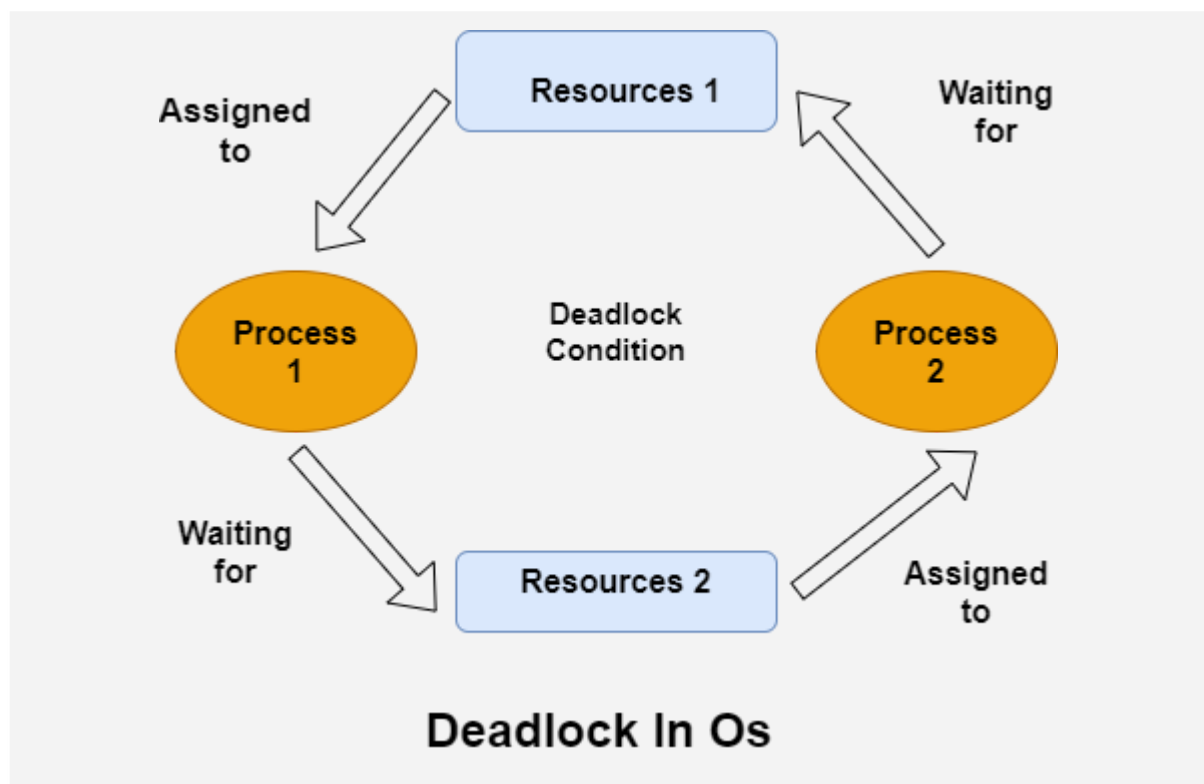 Resources 1
Assigned
to
Waiting
for
Process
1
Deadlock
Condition
Process
2
Waiting
for
Resources 2
Assigned
to
Deadlock In Os